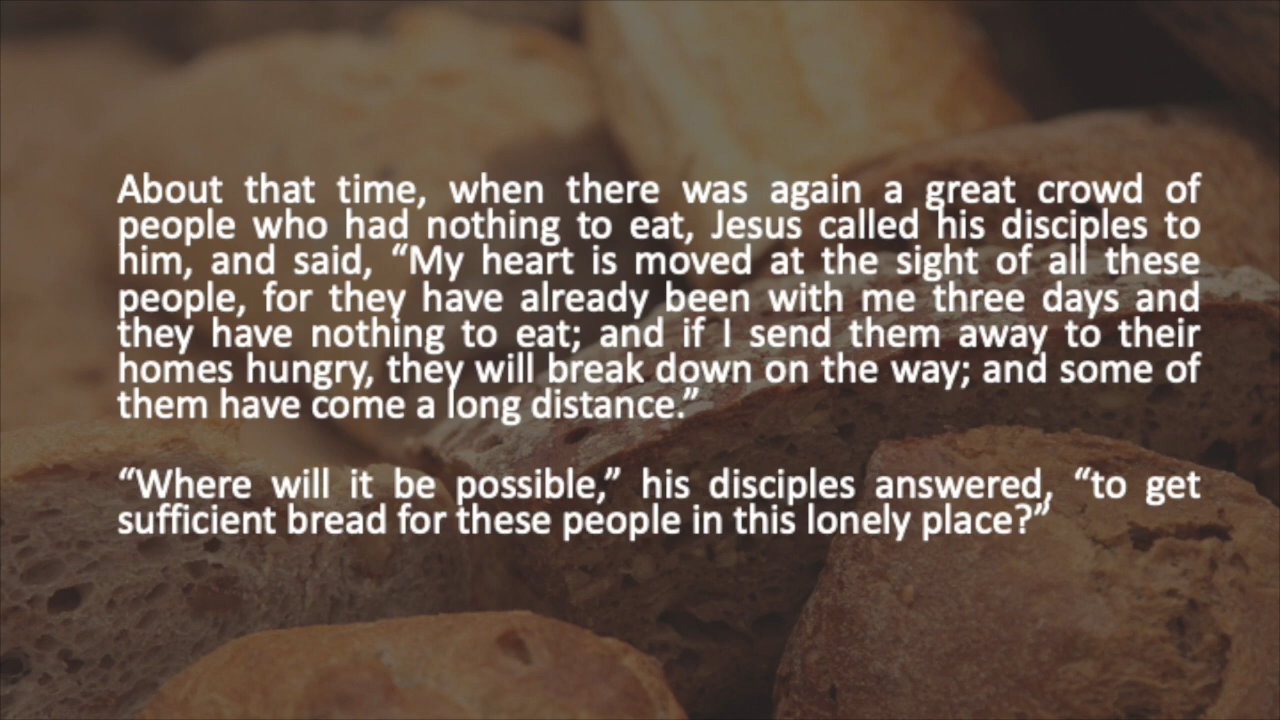 About that time, when there was again a great crowd of
people who had nothing to eat, Jesus called his disciples to
him, and said, “My heart is moved at the sight of all these
people, for they have already been with me three days and
they have nothing to eat; and if I send them away to their
homes hungry, they will break down on the way; and some of
them have come a long distance.”
“Where will it be possible,” his disciples answered, “to get
sufficient bread for these people in this lonely place?”